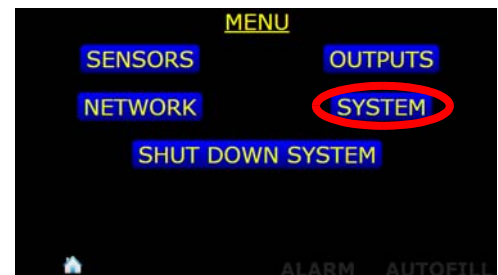 MENU
SENSORS OUTPUTS
NETWORK SYSTEM
SHUT DOWN SYSTEM
ALARM AUTOFILL